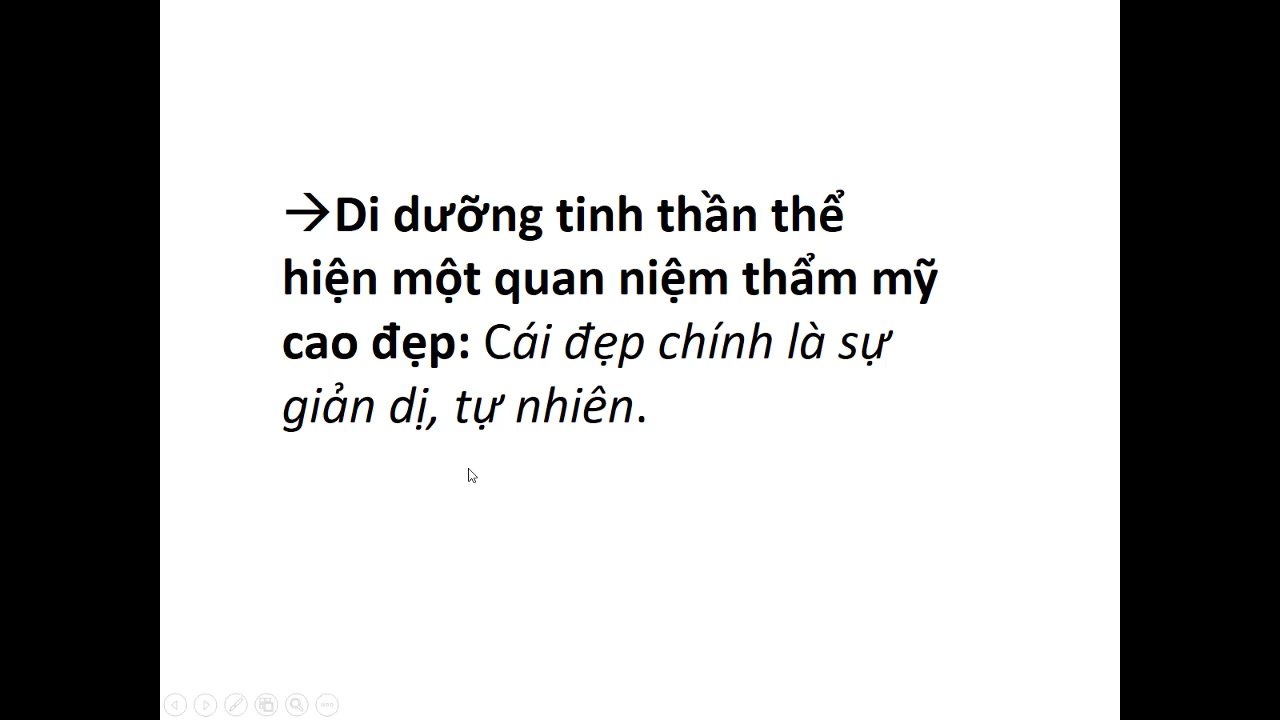 →Di dưỡng tinh thần thể
hiện một quan niệm thẩm mỹ
cao đẹp: Cái đẹp chính là sự
giản dị, tự nhiên.